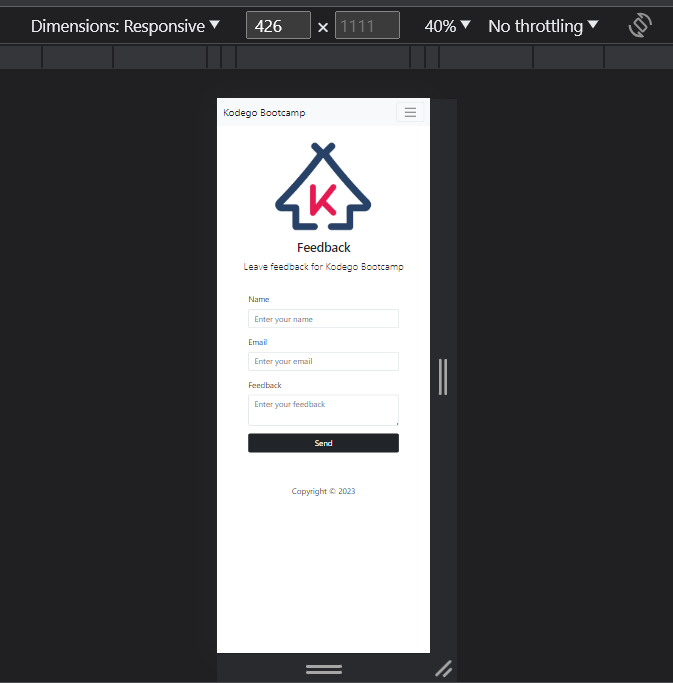 Dimensions: Responsive 426 × 1111 40% No throttling
Kodego Bootcamp
K
Feedback
Leave feedback for Kodego Bootcamp
Name
Enter your name
Email
Enter your email
Feedback
Enter your feedback
Send
Copyright © 2023